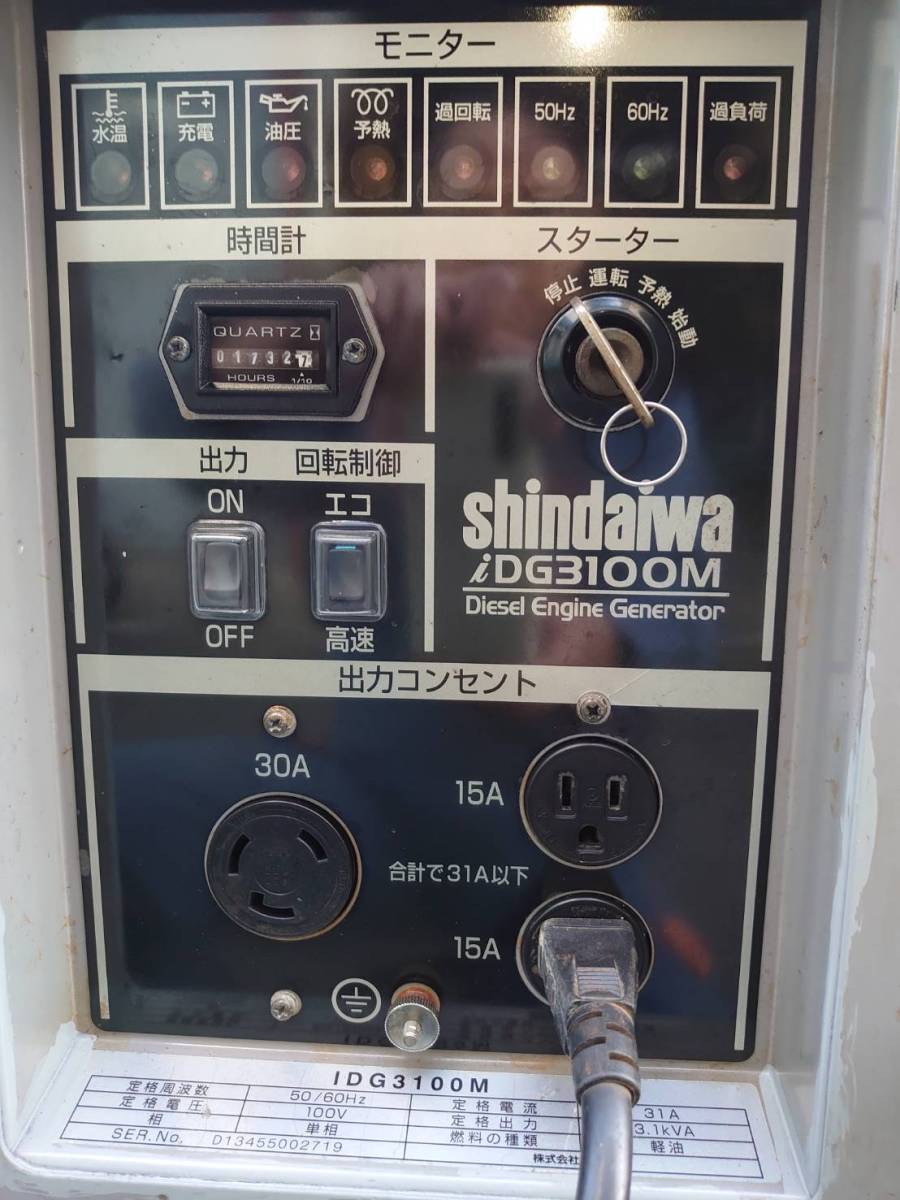 モニター
水温 充電 油圧 予熱 過回転 50Hz 60Hz 過負荷
時間計
QUARTZ
01732 7
HOURS 1/10
スターター
停止 運転 予熱 始動
出力 回転制御
ON エコ
OFF 高速
shindaiwa
iDG3100M
Diesel Engine Generator
出力コンセント
30A
15A
合計で31A以下
15A
IDG3100M
定格周波数 50/60Hz 定格電流 31A
定格電圧 100V 定格出力 3.1kVA
相 単相 燃料の種類 軽油
SER.No. D13455002719
株式会社